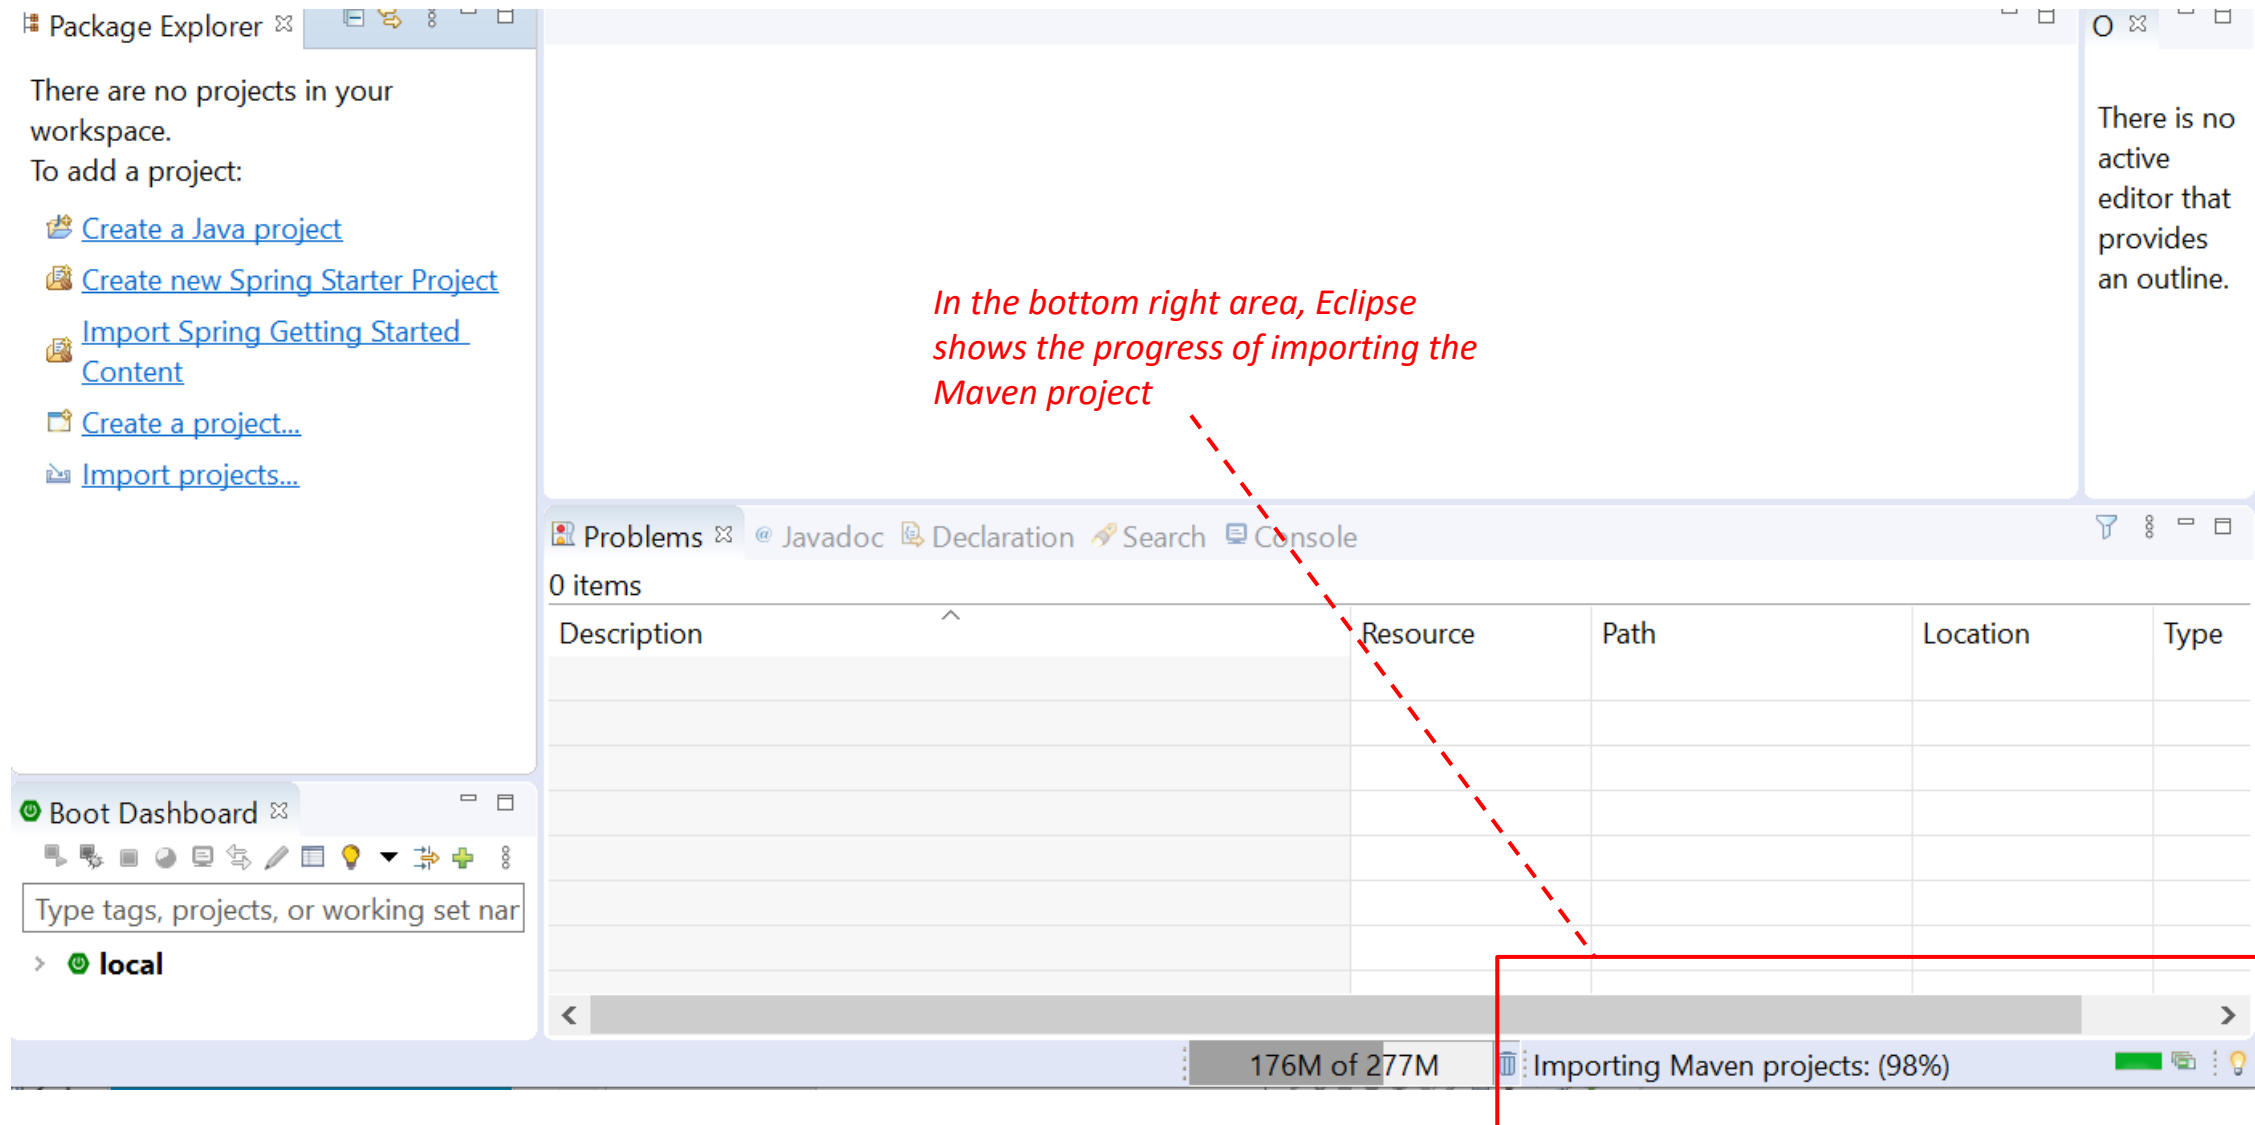 Package Explorer
There are no projects in your
workspace.
To add a project:
Create a Java project
Create new Spring Starter Project
Import Spring Getting Started
Content
Create a project...
Import projects...
O
There is no
active
editor that
provides
an outline.
In the bottom right area, Eclipse
shows the progress of importing the
Maven project
Problems @ Javadoc Declaration Search Console
0 items
Description Resource Path Location Type
Boot Dashboard
Type tags, projects, or working set nar
local
176M of 277M Importing Maven projects: (98%)